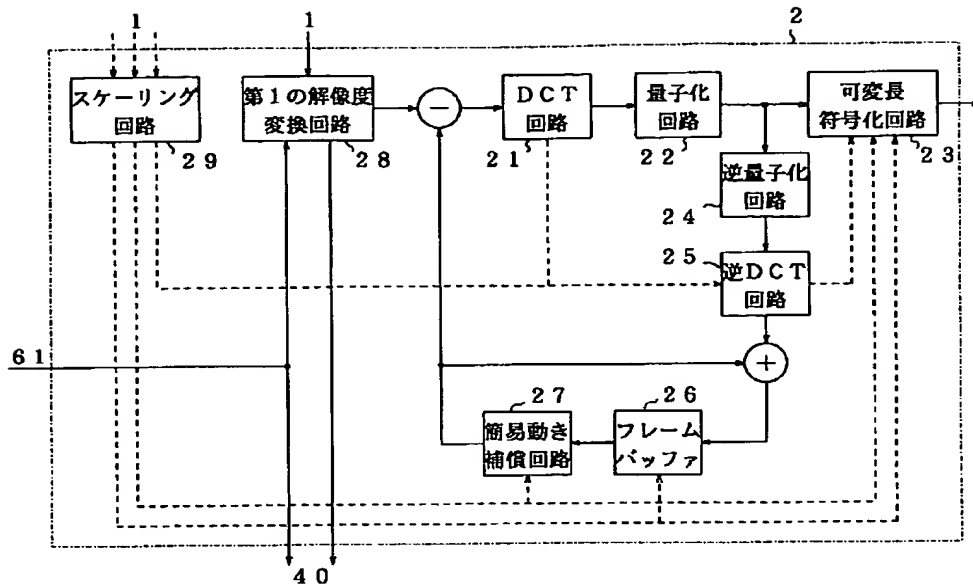 1
1
2
スケーリング
回路
29
第1の解像度
変換回路
28
−
DCT
回路
21
量子化
回路
22
可変長
符号化回路
23
逆量子化
回路
24
25
逆DCT
回路
61
+
27
簡易動き
補償回路
26
フレーム
バッファ
40